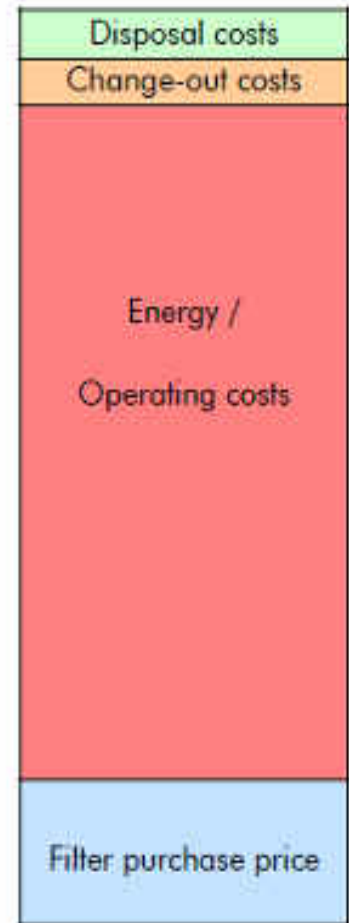 Disposal costs
Change-out costs
Energy /
Operating costs
Filter purchase price